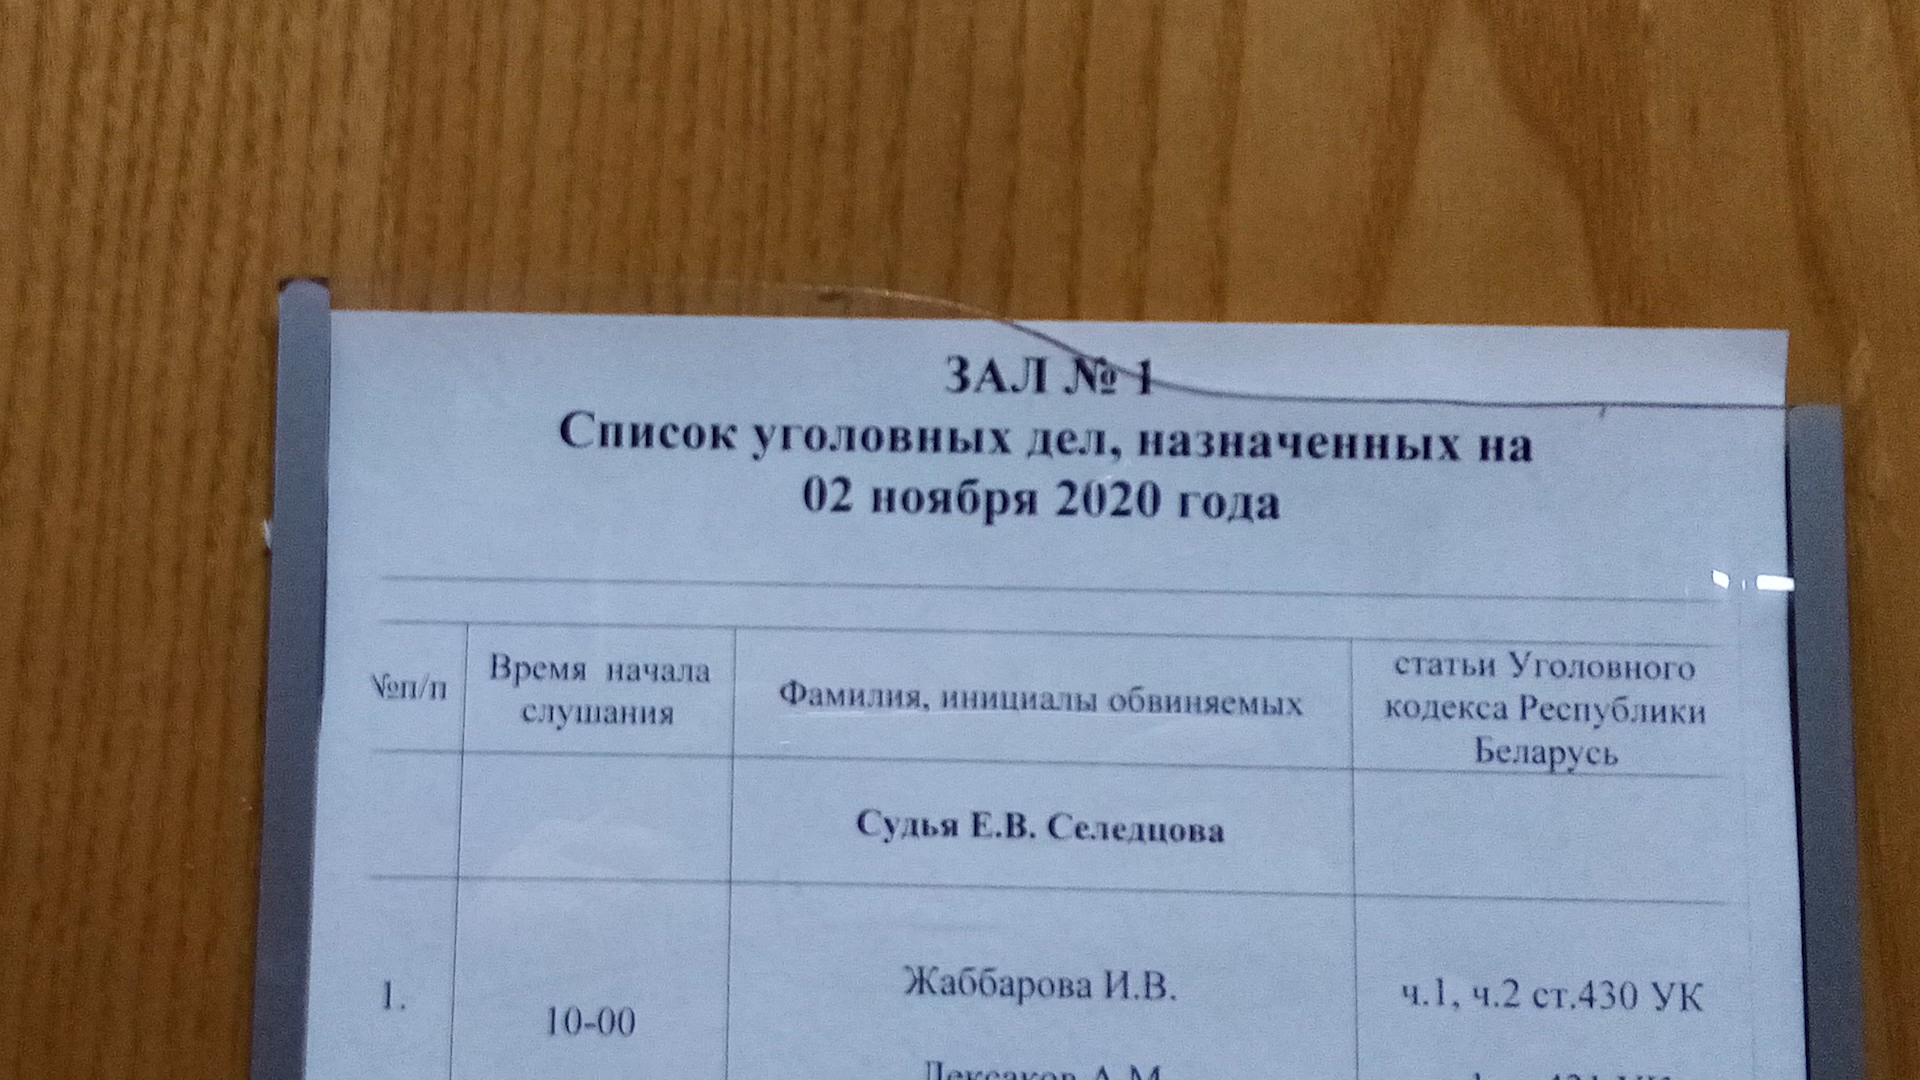 ЗАЛ № 1
Список уголовных дел, назначенных на
02 ноября 2020 года
№п/п
Время начала
слушания
Фамилия, инициалы обвиняемых
статьи Уголовного
кодекса Республики
Беларусь
Судья Е.В. Селедцова
1.
10-00
Жаббарова И.В.
ч.1, ч.2 ст.430 УК